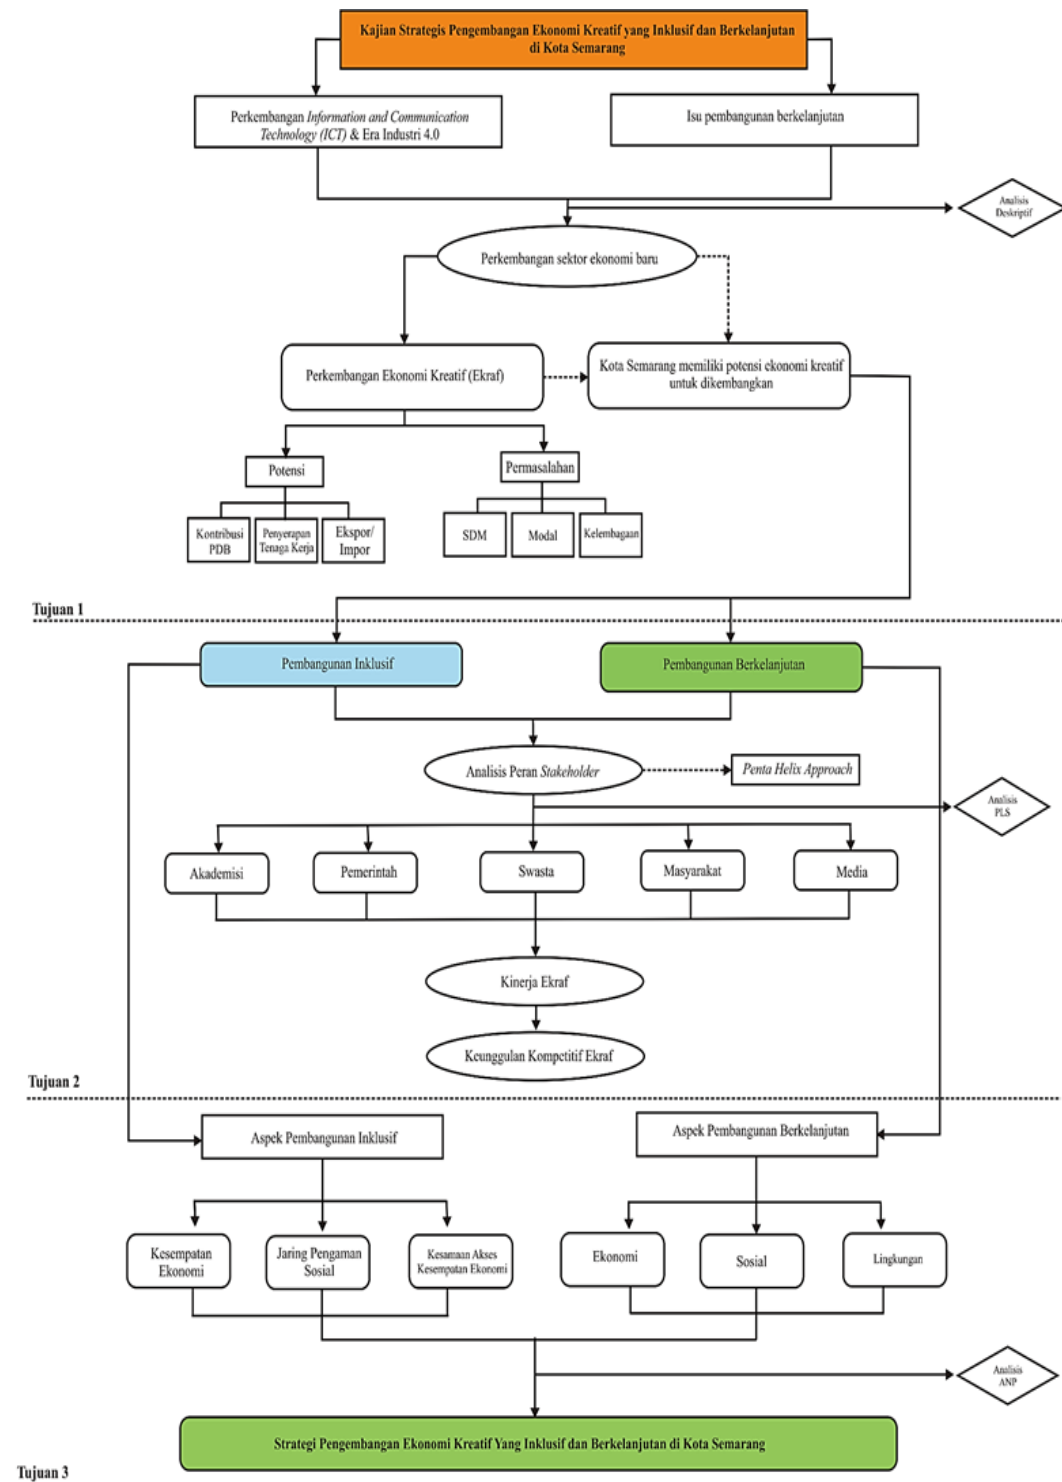 Kajian Strategis Pengembangan Ekonomi Kreatif yang Inklusif dan Berkelanjutan
di Kota Semarang
Perkembangan Information and Communication
Technology (ICT) & Era Industri 4.0
Isu pembangunan berkelanjutan
Analisis
Deskriptif
Perkembangan sektor ekonomi baru
Perkembangan Ekonomi Kreatif (Ekraf)
Kota Semarang memiliki potensi ekonomi kreatif
untuk dikembangkan
Potensi
Permasalahan
Kontribusi
PDB
Penyerapan
Tenaga Kerja
Ekspor/
Impor
SDM
Modal
Kelembagaan
Tujuan 1
Pembangunan Inklusif
Pembangunan Berkelanjutan
Analisis Peran Stakeholder
Penta Helix Approach
Analisis
PLS
Akademisi
Pemerintah
Swasta
Masyarakat
Media
Kinerja Ekraf
Keunggulan Kompetitif Ekraf
Tujuan 2
Aspek Pembangunan Inklusif
Aspek Pembangunan Berkelanjutan
Kesempatan
Ekonomi
Jaring Pengaman
Sosial
Kesamaan Akses
Kesempatan Ekonomi
Ekonomi
Sosial
Lingkungan
Analisis
ANP
Strategi Pengembangan Ekonomi Kreatif Yang Inklusif dan Berkelanjutan di Kota Semarang
Tujuan 3